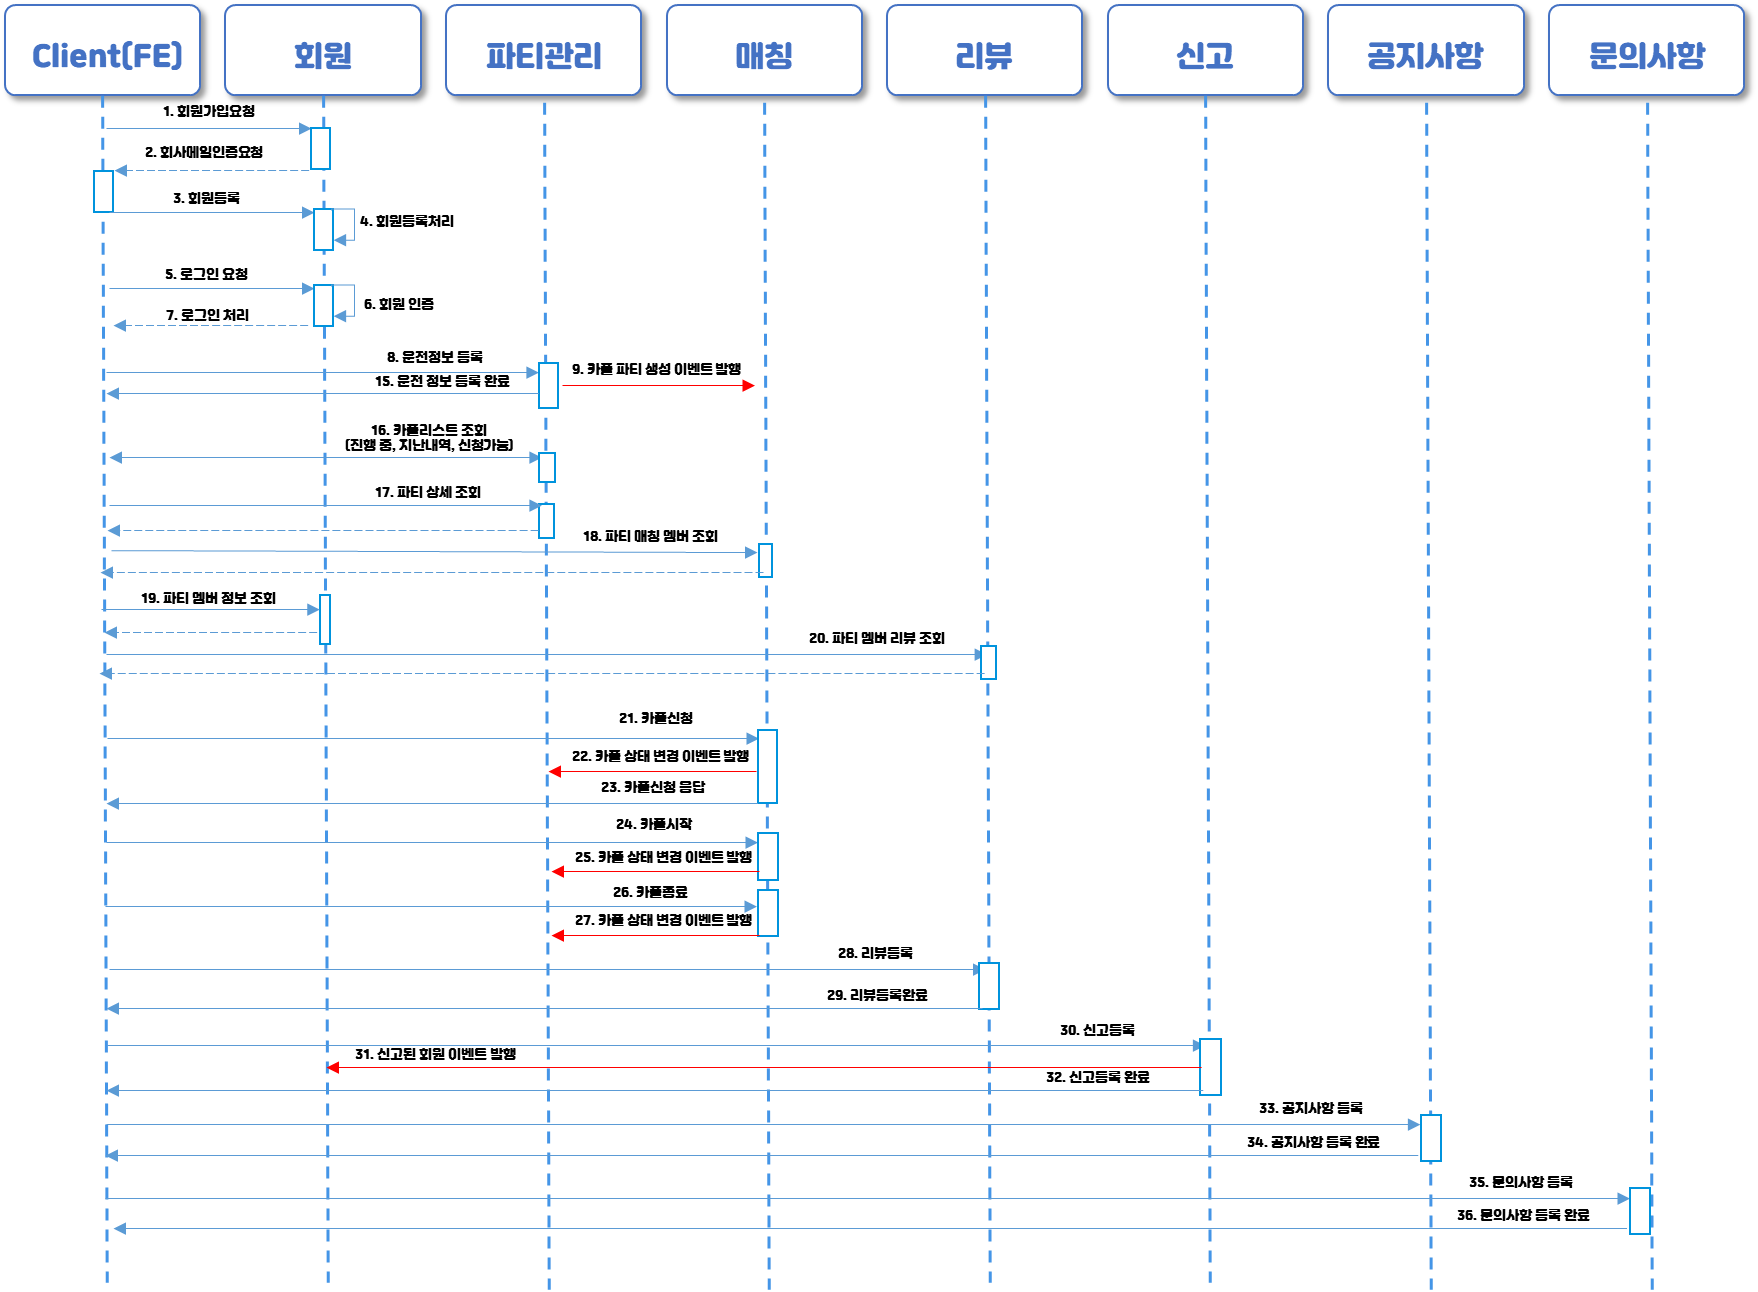 Client(FE)
회원
파티관리
매칭
리뷰
신고
공지사항
문의사항
1. 회원가입요청
2. 회사메일인증요청
3. 회원등록
4. 회원등록처리
5. 로그인 요청
6. 회원 인증
7. 로그인 처리
8. 운전정보 등록
9. 카풀 파티 생성 이벤트 발행
15. 운전 정보 등록 완료
16. 카풀리스트 조회
(진행 중, 지난내역, 신청가능)
17. 파티 상세 조회
18. 파티 매칭 멤버 조회
19. 파티 멤버 정보 조회
20. 파티 멤버 리뷰 조회
21. 카풀신청
22. 카풀 상태 변경 이벤트 발행
23. 카풀신청 응답
24. 카풀시작
25. 카풀 상태 변경 이벤트 발행
26. 카풀종료
27. 카풀 상태 변경 이벤트 발행
28. 리뷰등록
29. 리뷰등록완료
30. 신고등록
31. 신고된 회원 이벤트 발행
32. 신고등록 완료
33. 공지사항 등록
34. 공지사항 등록 완료
35. 문의사항 등록
36. 문의사항 등록 완료